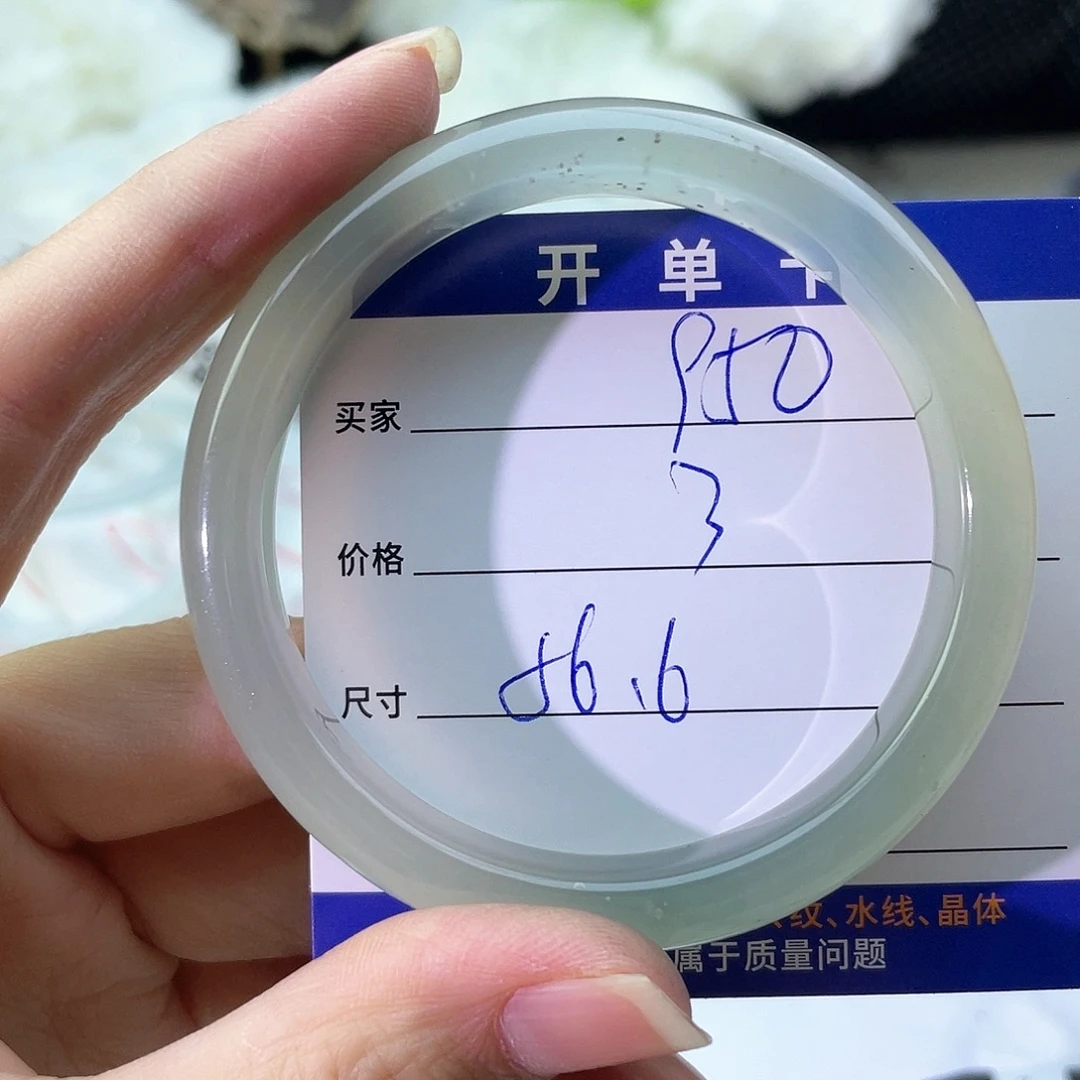 开单卡
买家 Pto
价格 3
尺寸 56.6
纹、水线、晶体
属于质量问题